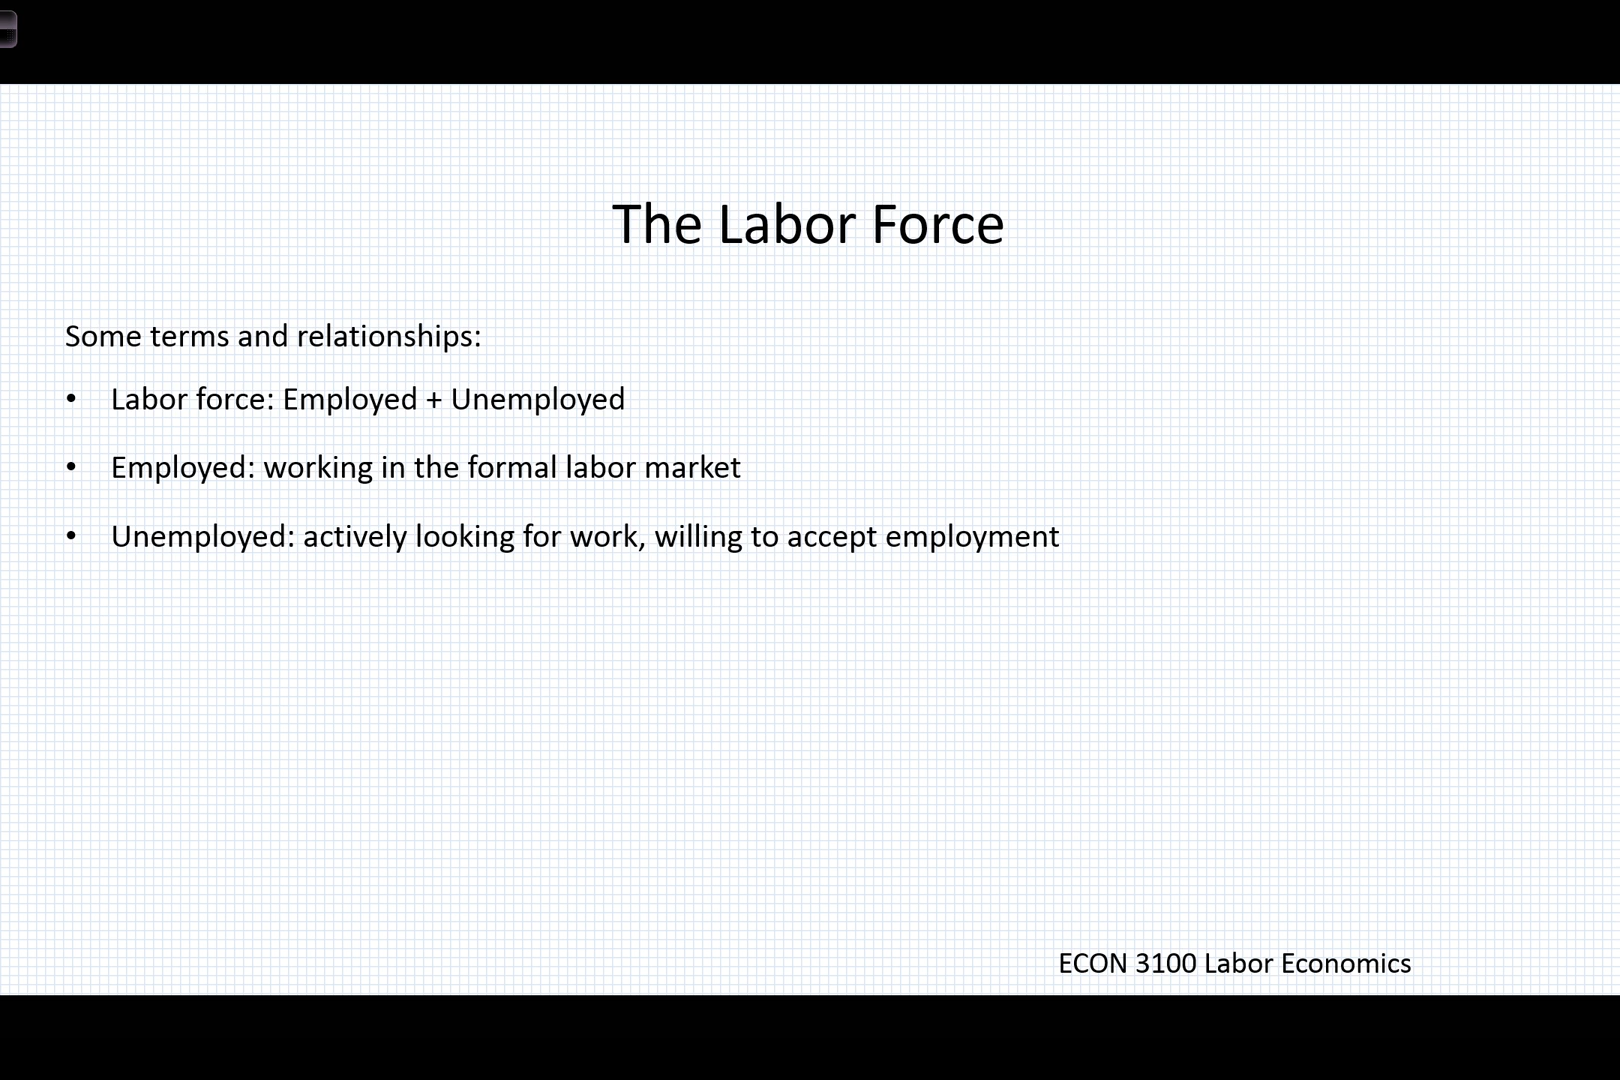 The Labor Force
Some terms and relationships:
• Labor force: Employed + Unemployed
• Employed: working in the formal labor market
• Unemployed: actively looking for work, willing to accept employment
ECON 3100 Labor Economics